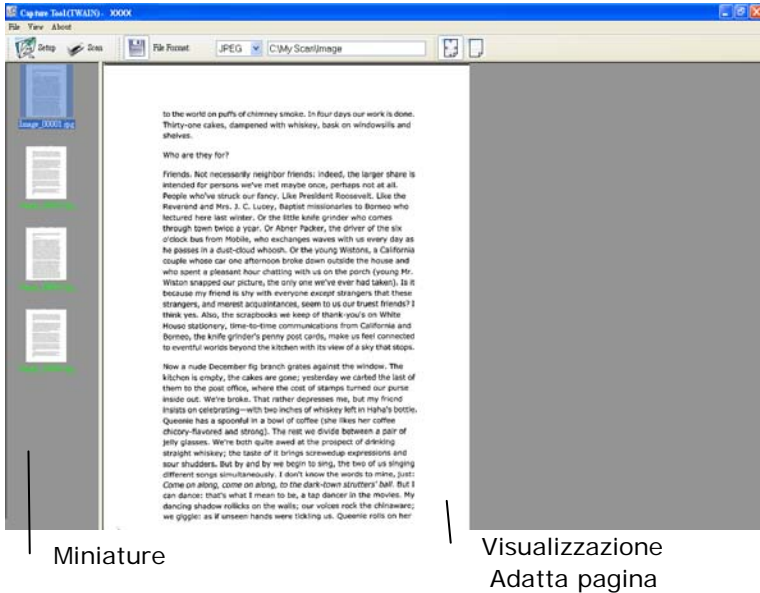 Capture Tool(TWAIN)- XXXX
File View About
Setup Scan File Format JPEG C:\My Scan\Image
Image_00001.jpg
to the world on puffs of chimney smoke. In four days our work is done.
Thirty-one cakes, dampened with whiskey, bask on windowsills and
shelves.
Who are they for?
Friends. Not necessarily neighbor friends: indeed, the larger share is
intended for persons we've met maybe once, perhaps not at all.
People who've struck our fancy. Like President Roosevelt. Like the
Reverend and Mrs. J. C. Lucey, Baptist missionaries to Borneo who
lectured here last winter. Or the little knife grinder who comes
through town twice a year. Or Abner Packer, the driver of the six
o'clock bus from Mobile, who exchanges waves with us every day as
he passes in a dust-cloud whoosh. Or the young Wistons, a California
couple whose car one afternoon broke down outside the house and
who spent a pleasant hour chatting with us on the porch (young Mr.
Wiston snapped our picture, the only one we've ever had taken). Is it
because my friend is shy with everyone except strangers that these
strangers, and merest acquaintances, seem to us our truest friends? I
think yes. Also, the scrapbooks we keep of thank-you's on White
House stationery, time-to-time communications from California and
Borneo, the knife grinder's penny post cards, make us feel connected
to eventful worlds beyond the kitchen with its view of a sky that stops.
Now a nude December fig branch grates against the window. The
kitchen is empty, the cakes are gone; yesterday we carted the last of
them to the post office, where the cost of stamps turned our purse
inside out. We're broke. That rather depresses me, but my friend
insists on celebrating—with two inches of whiskey left in Haha's bottle.
Queenie has a spoonful in a bowl of coffee (she likes her coffee
chicory-flavored and strong). The rest we divide between a pair of
jelly glasses. We're both quite awed at the prospect of drinking
straight whiskey; the taste of it brings screwedup expressions and
sour shudders. But by and by we begin to sing, the two of us singing
different songs simultaneously. I don't know the words to mine, just:
Come on along, come on along, to the dark-town strutters' ball. But I
can dance: that's what I mean to be, a tap dancer in the movies. My
dancing shadow rollicks on the walls; our voices rock the chinaware;
we giggle: as if unseen hands were tickling us. Queenie rolls on her
Miniature
Visualizzazione
Adatta pagina